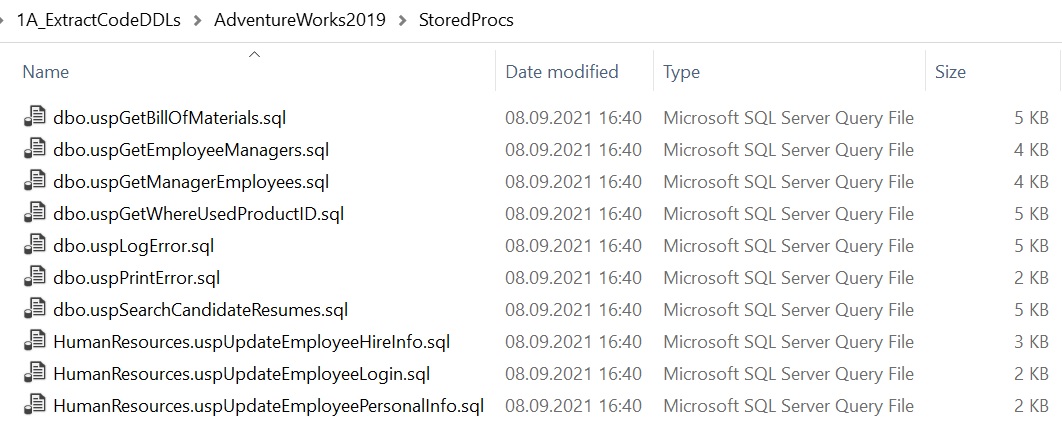 1A_ExtractCodeDDLs > AdventureWorks2019 > StoredProcs
Name Date modified Type Size
dbo.uspGetBillOfMaterials.sql 08.09.2021 16:40 Microsoft SQL Server Query File 5 KB
dbo.uspGetEmployeeManagers.sql 08.09.2021 16:40 Microsoft SQL Server Query File 4 KB
dbo.uspGetManagerEmployees.sql 08.09.2021 16:40 Microsoft SQL Server Query File 4 KB
dbo.uspGetWhereUsedProductID.sql 08.09.2021 16:40 Microsoft SQL Server Query File 5 KB
dbo.uspLogError.sql 08.09.2021 16:40 Microsoft SQL Server Query File 5 KB
dbo.uspPrintError.sql 08.09.2021 16:40 Microsoft SQL Server Query File 2 KB
dbo.uspSearchCandidateResumes.sql 08.09.2021 16:40 Microsoft SQL Server Query File 5 KB
HumanResources.uspUpdateEmployeeHireInfo.sql 08.09.2021 16:40 Microsoft SQL Server Query File 3 KB
HumanResources.uspUpdateEmployeeLogin.sql 08.09.2021 16:40 Microsoft SQL Server Query File 2 KB
HumanResources.uspUpdateEmployeePersonalInfo.sql 08.09.2021 16:40 Microsoft SQL Server Query File 2 KB